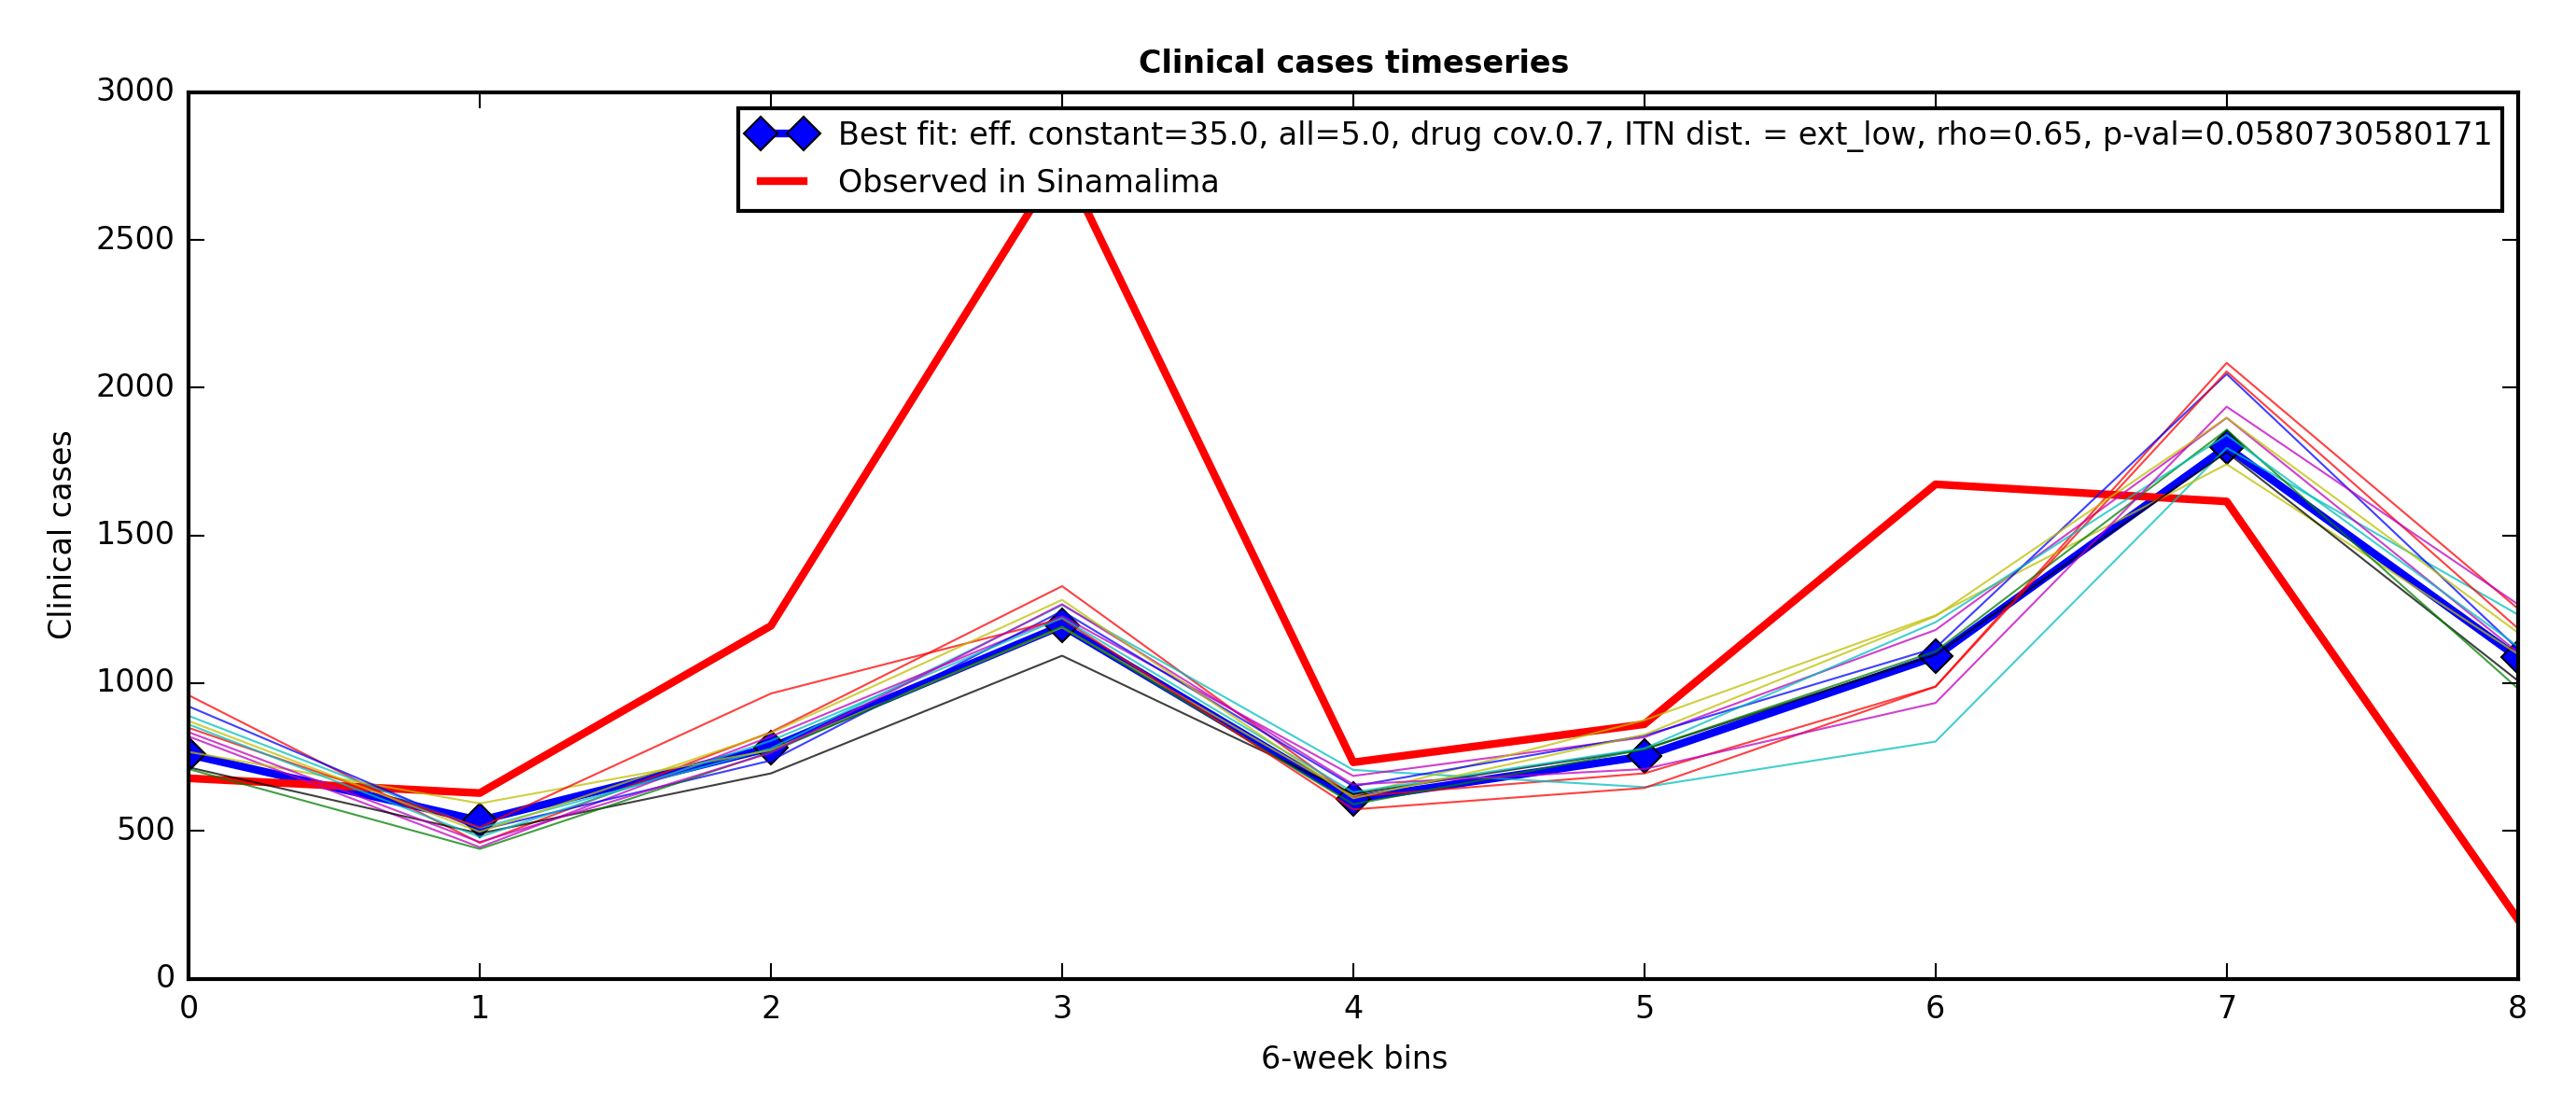 Clinical cases timeseries
3000
2500
2000
1500
1000
500
0
Clinical cases
Best fit: eff. constant=35.0, all=5.0, drug cov.0.7, ITN dist. = ext_low, rho=0.65, p-val=0.0580730580171
Observed in Sinamalima
0 1 2 3 4 5 6 7 8
6-week bins